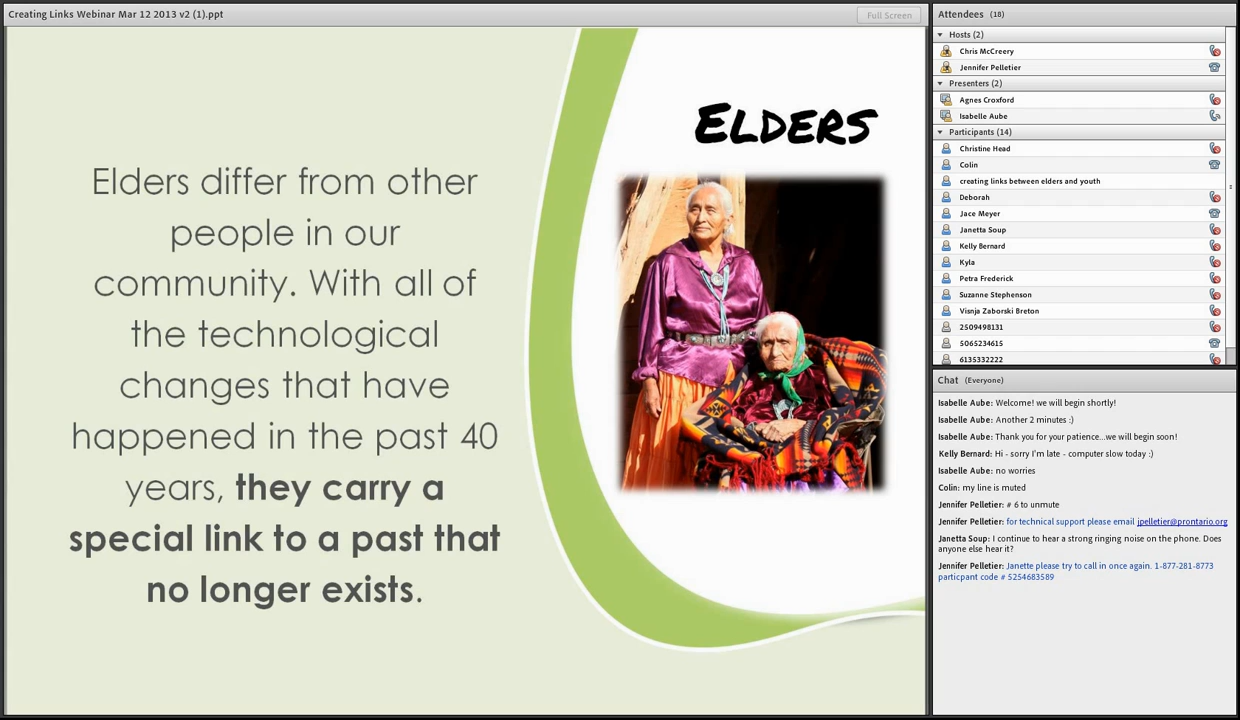 Creating Links Webinar Mar 12 2013 v2 (1).ppt
Full Screen
Elders
Elders differ from other
people in our
community. With all of
the technological
changes that have
happened in the past 40
years, they carry a
special link to a past that
no longer exists.
Attendees (18)
Hosts (2)
Chris McCreery
Jennifer Pelletier
Presenters (2)
Agnes Croxford
Isabelle Aube
Participants (14)
Christine Head
Colin
creating links between elders and youth
Deborah
Jace Meyer
Janetta Soup
Kelly Bernard
Kyla
Petra Frederick
Suzanne Stephenson
Visnja Zaborski Breton
2509498131
5065234615
6135332222
Chat (Everyone)
Isabelle Aube: Welcome! we will begin shortly!
Isabelle Aube: Another 2 minutes :)
Isabelle Aube: Thank you for your patience...we will begin soon!
Kelly Bernard: Hi - sorry I'm late - computer slow today :)
Isabelle Aube: no worries
Colin: my line is muted
Jennifer Pelletier: # 6 to unmute
Jennifer Pelletier: for technical support please email jpelletier@prontario.org
Janetta Soup: I continue to hear a strong ringing noise on the phone. Does
anyone else hear it?
Jennifer Pelletier: Janette please try to call in once again. 1-877-281-8773
particpant code # 5254683589